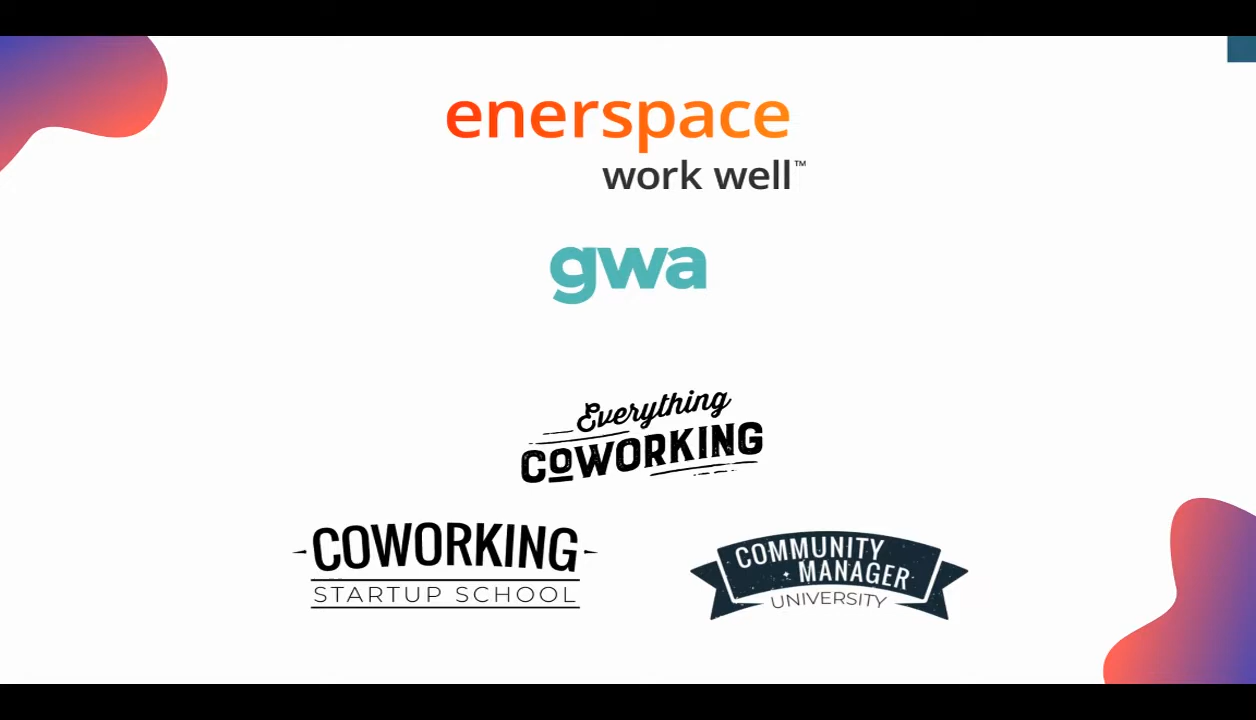 enerspace
work well™
gwa
Everything
COWORKING
COWORKING
STARTUP SCHOOL
COMMUNITY
MANAGER
UNIVERSITY